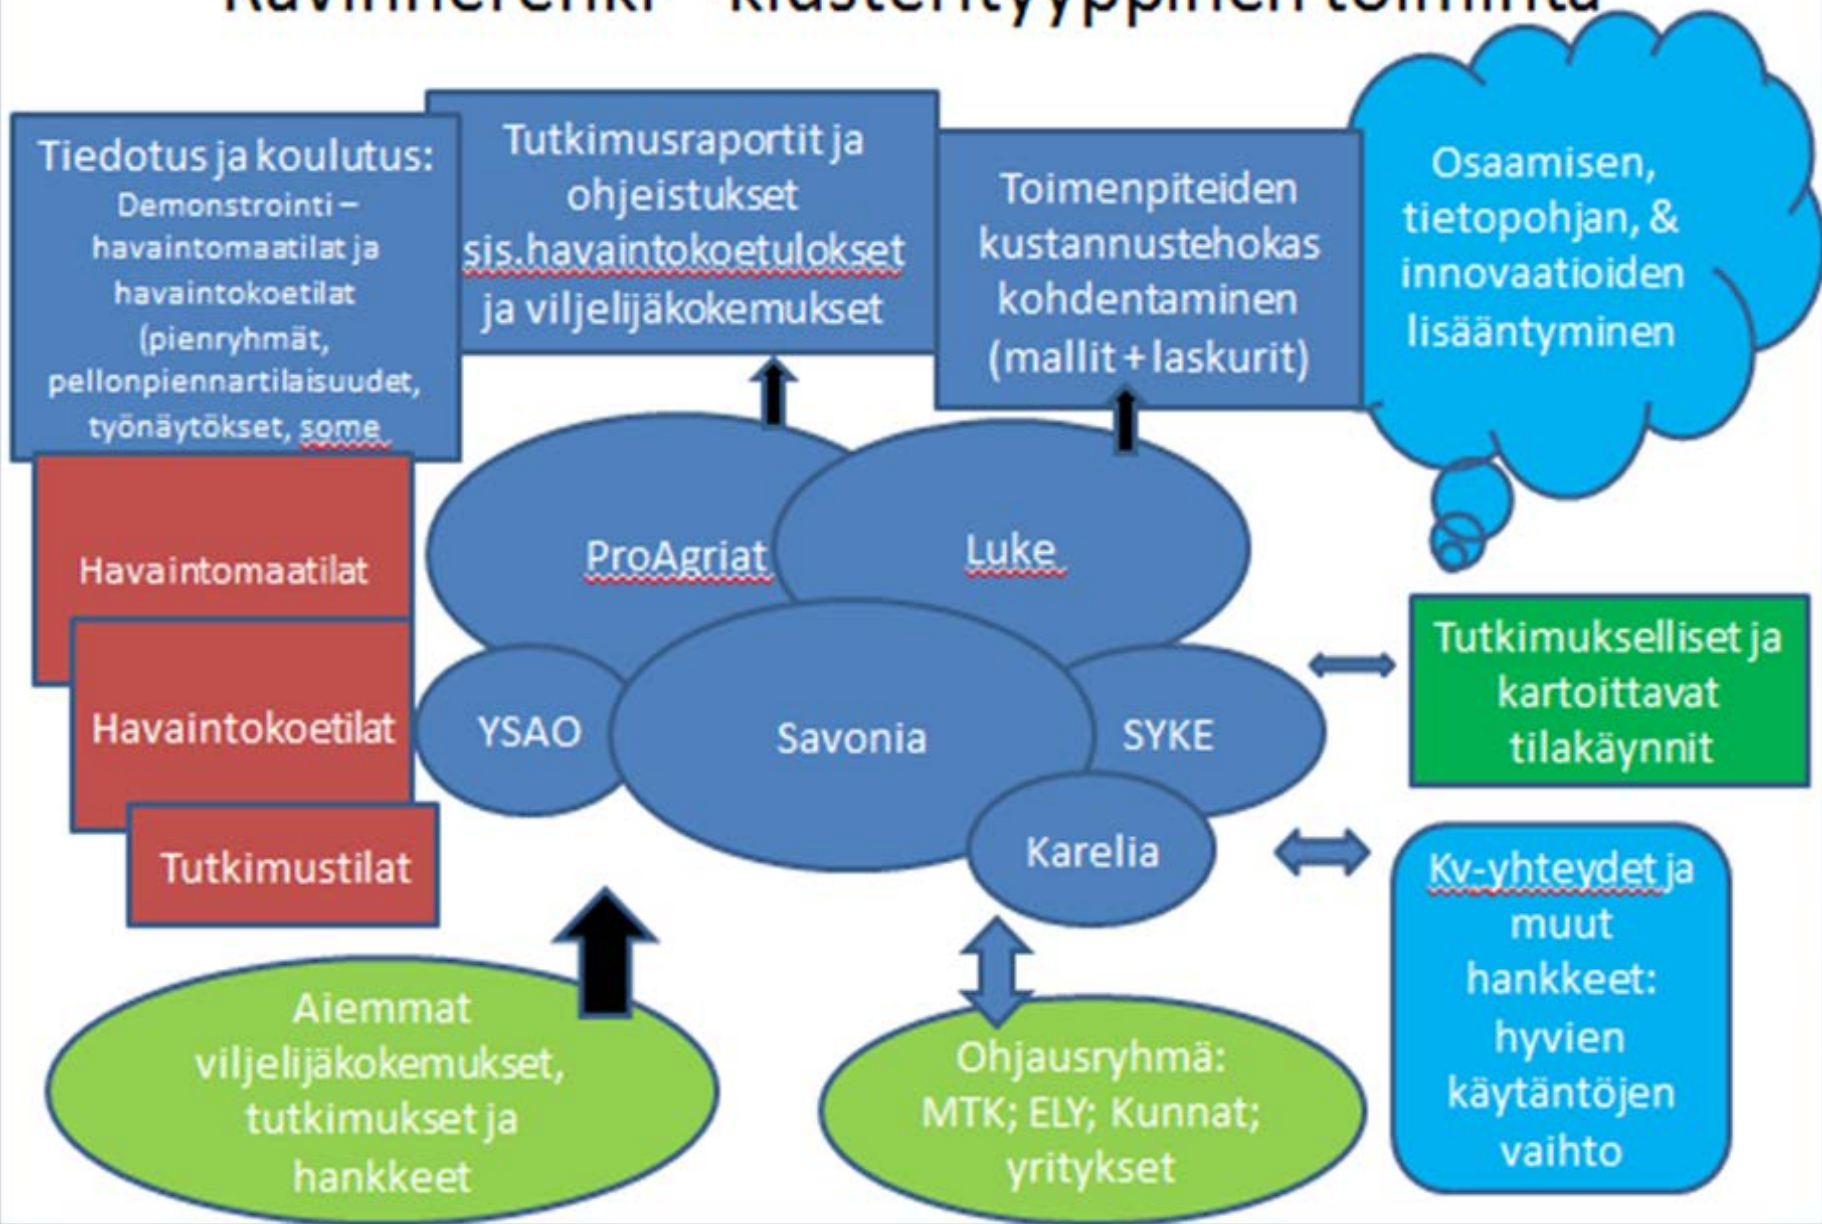 klusterityyppinen toiminta
Tiedotus ja koulutus:
Demonstrointi –
havaintomaatilat ja
havaintokoetilat
(pienryhmät,
pellonpiennartilaisuudet,
työnäytökset, some
Tutkimusraportit ja
ohjeistukset
sis.havaintokoetulokset
ja viljelijäkokemukset
Toimenpiteiden
kustannustehokas
kohdentaminen
(mallit + laskurit)
Osaamisen,
tietopohjan, &
innovaatioiden
lisääntyminen
Havaintomaatilat
Havaintokoetilat
Tutkimustilat
ProAgriat
Luke
YSAO
Savonia
SYKE
Karelia
Tutkimukselliset ja
kartoittavat
tilakäynnit
Kv-yhteydet ja
muut
hankkeet:
hyvien
käytäntöjen
vaihto
Aiemmat
viljelijäkokemukset,
tutkimukset ja
hankkeet
Ohjausryhmä:
MTK; ELY; Kunnat;
yritykset